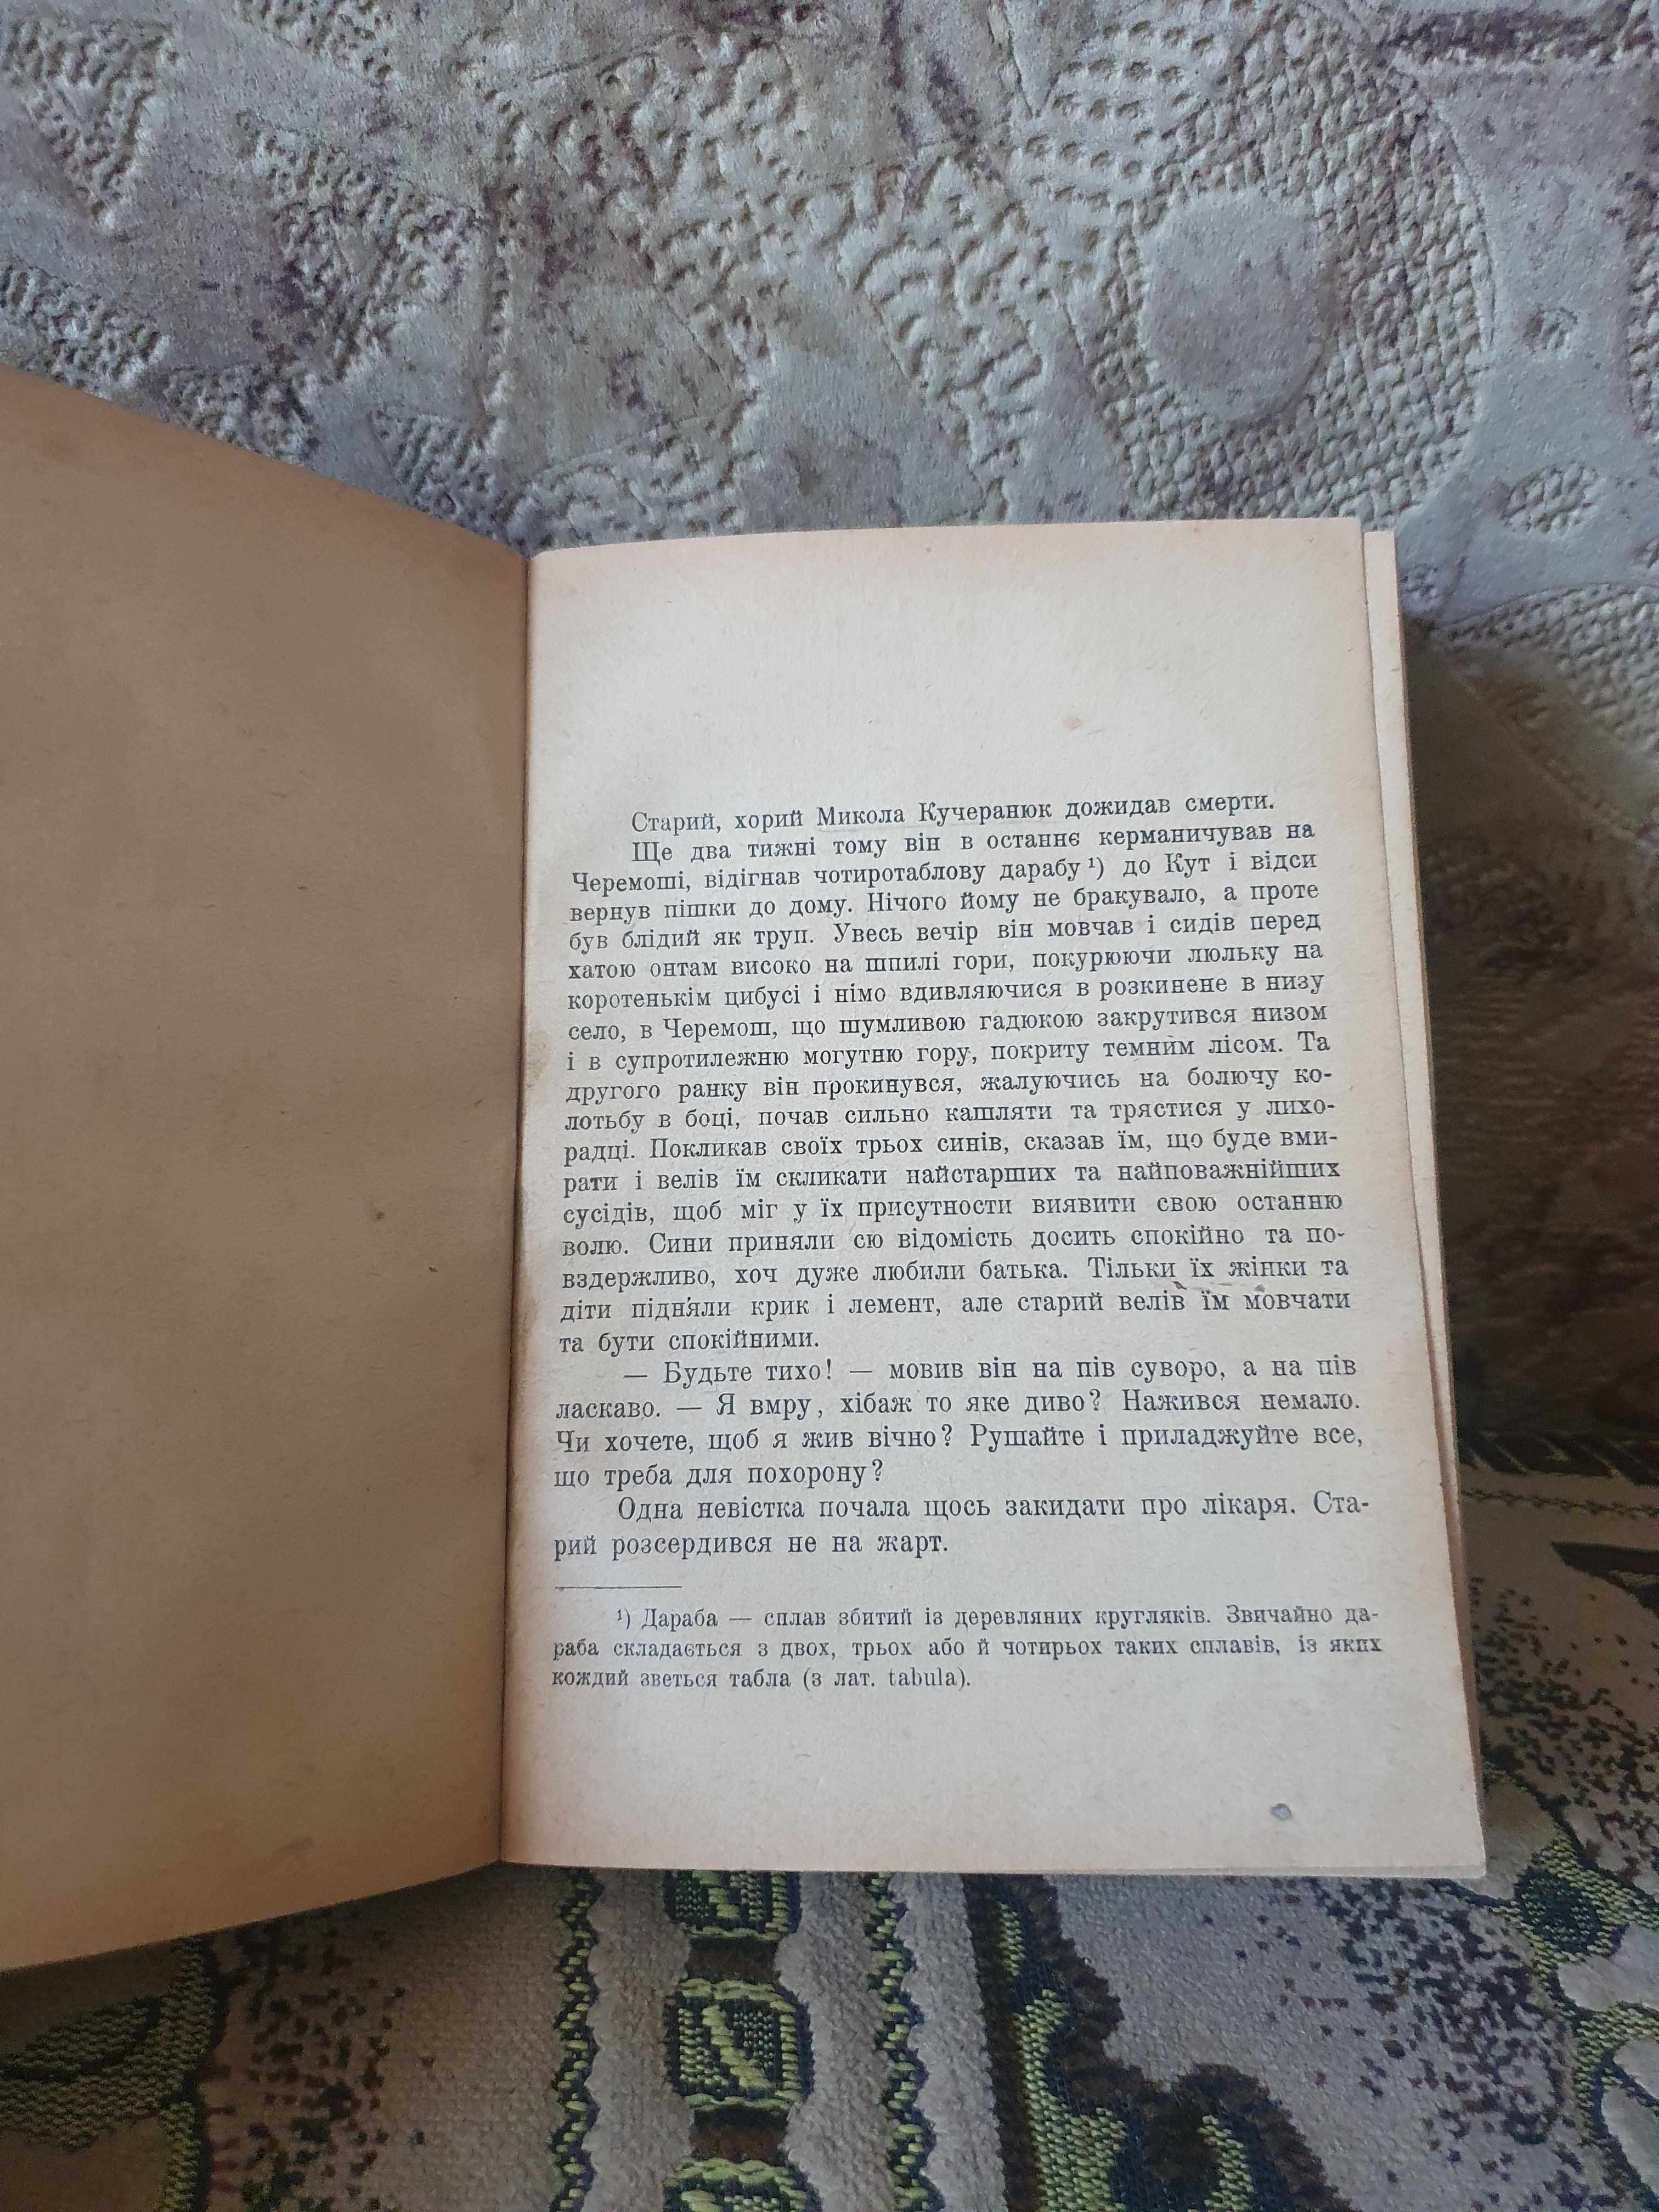 Старий, хорий Микола Кучеранюк дожидав смерти.
Ще два тижні тому він в останнє керманичував на
Черемоші, відігнав чотиротаблову дарабу ¹) до Кут і відси
вернув пішки до дому. Нічого йому не бракувало, а проте
був блідий як труп. Увесь вечір він мовчав і сидів перед
хатою онтам високо на шпилі гори, покурюючи люльку на
коротенькім цибусі і німо вдивляючися в розкинене в низу
село, в Черемош, що шумливою гадюкою закрутився низом
і в супротилежню могутню гору, покриту темним лісом. Та
другого ранку він прокинувся, жалуючись на болючу ко-
лотьбу в боці, почав сильно кашляти та трястися у лихо-
радці. Покликав своїх трьох синів, сказав їм, що буде вми-
рати і велів їм скликати найстарших та найповажнійших
сусідів, щоб міг у їх присутности виявити свою останню
волю. Сини приняли сю відомість досить спокійно та по-
вздержливо, хоч дуже любили батька. Тільки їх жінки та
діти підняли крик і лемент, але старий велів їм мовчати
та бути спокійними.
— Будьте тихо! — мовив він на пів суворо, а на пів
ласкаво. — Я вмру, хібаж то яке диво? Нажився немало.
Чи хочете, щоб я жив вічно? Рушайте і приладжуйте все,
що треба для похорону?
Одна невістка почала щось закидати про лікаря. Ста-
рий розсердився не на жарт.
¹) Дараба — сплав збитий із деревляних кругляків. Звичайно да-
раба складається з двох, трьох або й чотирьох таких сплавів, із яких
кождий зветься табла (з лат. tabula).